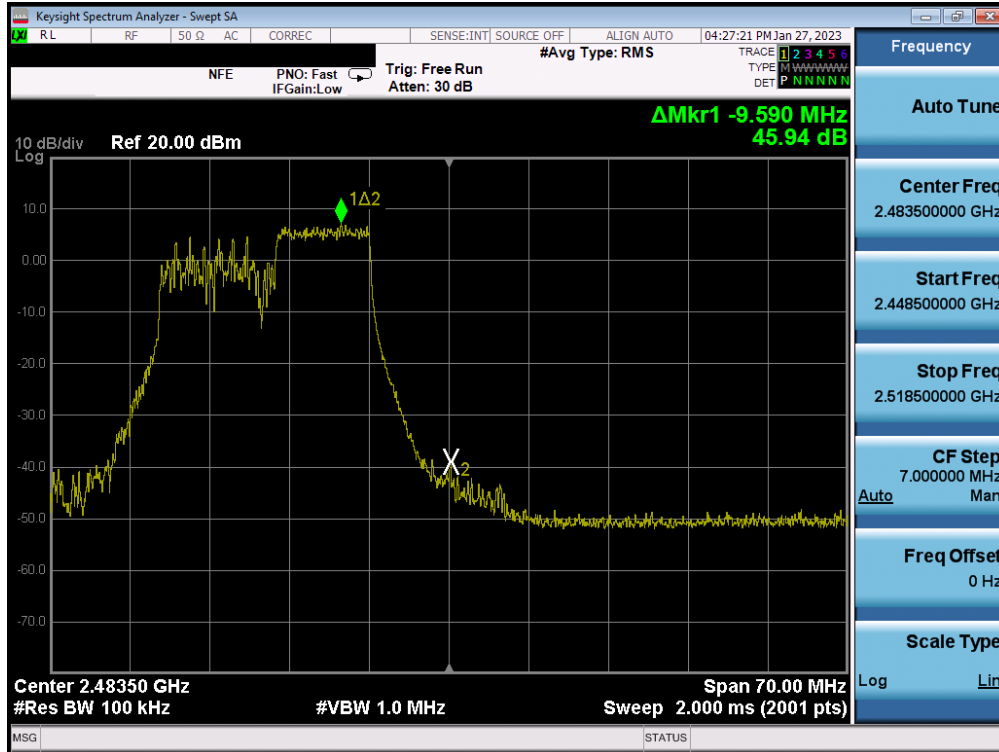 Keysight Spectrum Analyzer - Swept SA
LXI RL RF 50 Ω AC CORREC SENSE:INT SOURCE OFF ALIGN AUTO 04:27:21 PM Jan 27, 2023
#Avg Type: RMS
TRACE 1 2 3 4 5 6
NFE PNO: Fast Trig: Free Run TYPE M WWWWW
IFGain:Low Atten: 30 dB DET P N N N N N
ΔMkr1 -9.590 MHz
10 dB/div Ref 20.00 dBm 45.94 dB
Log
1Δ2
10.0
0.00
-10.0
-20.0
-30.0
-40.0
2
-50.0
-60.0
-70.0
Center 2.48350 GHz Span 70.00 MHz
#Res BW 100 kHz #VBW 1.0 MHz Sweep 2.000 ms (2001 pts)
MSG STATUS
Frequency
Auto Tune
Center Freq
2.483500000 GHz
Start Freq
2.448500000 GHz
Stop Freq
2.518500000 GHz
CF Step
7.000000 MHz
Auto Man
Freq Offset
0 Hz
Scale Type
Log Lin